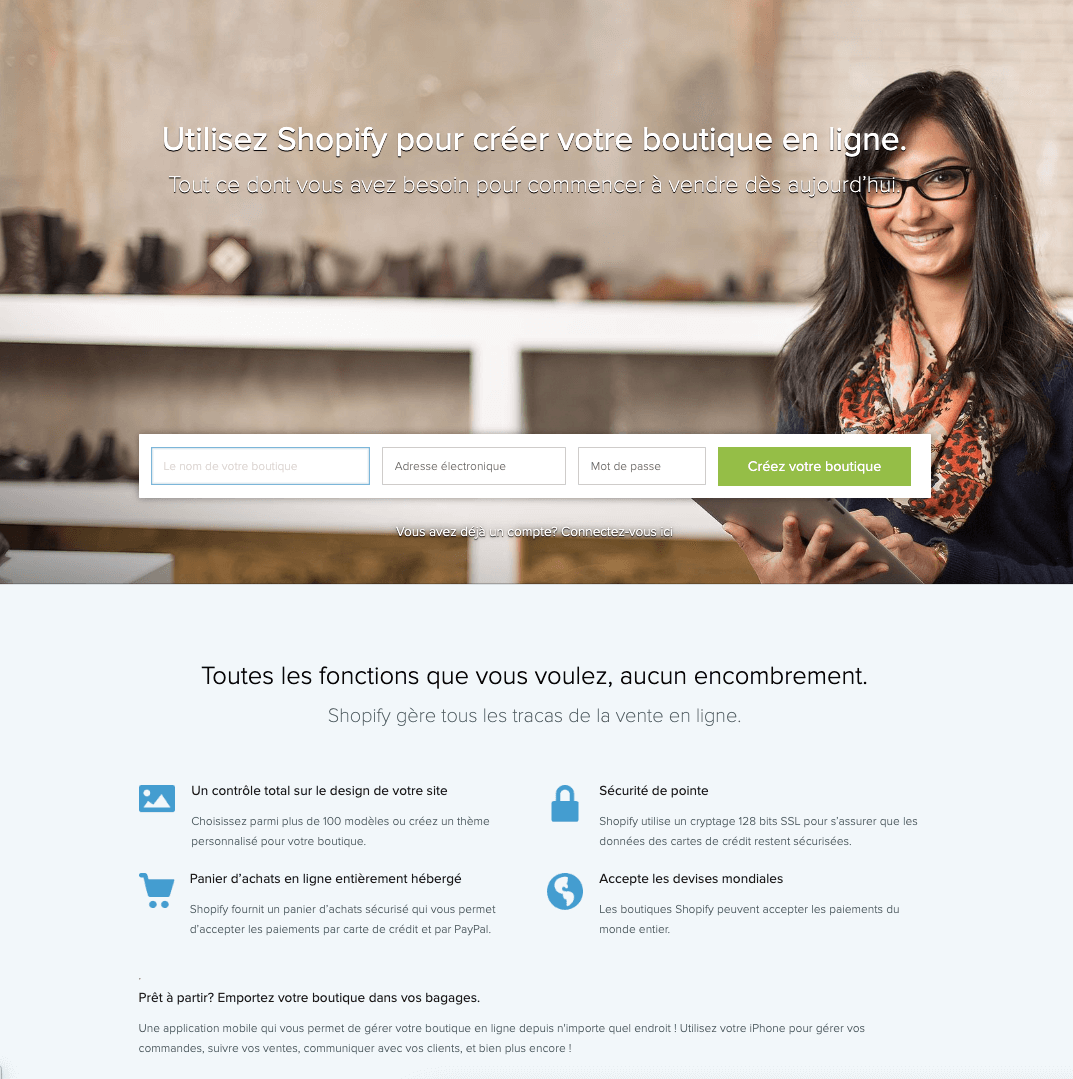 Utilisez Shopify pour créer votre boutique en ligne.
Tout ce dont vous avez besoin pour commencer à vendre dès aujourd’hui.
Le nom de votre boutique
Adresse électronique
Mot de passe
Créez votre boutique
Vous avez déjà un compte? Connectez-vous ici
Toutes les fonctions que vous voulez, aucun encombrement.
Shopify gère tous les tracas de la vente en ligne.
Un contrôle total sur le design de votre site
Choisissez parmi plus de 100 modèles ou créez un thème
personnalisé pour votre boutique.
Sécurité de pointe
Shopify utilise un cryptage 128 bits SSL pour s’assurer que les
données des cartes de crédit restent sécurisées.
Panier d’achats en ligne entièrement hébergé
Shopify fournit un panier d’achats sécurisé qui vous permet
d’accepter les paiements par carte de crédit et par PayPal.
Accepte les devises mondiales
Les boutiques Shopify peuvent accepter les paiements du
monde entier.
.
Prêt à partir? Emportez votre boutique dans vos bagages.
Une application mobile qui vous permet de gérer votre boutique en ligne depuis n’importe quel endroit ! Utilisez votre iPhone pour gérer vos
commandes, suivre vos ventes, communiquer avec vos clients, et bien plus encore !